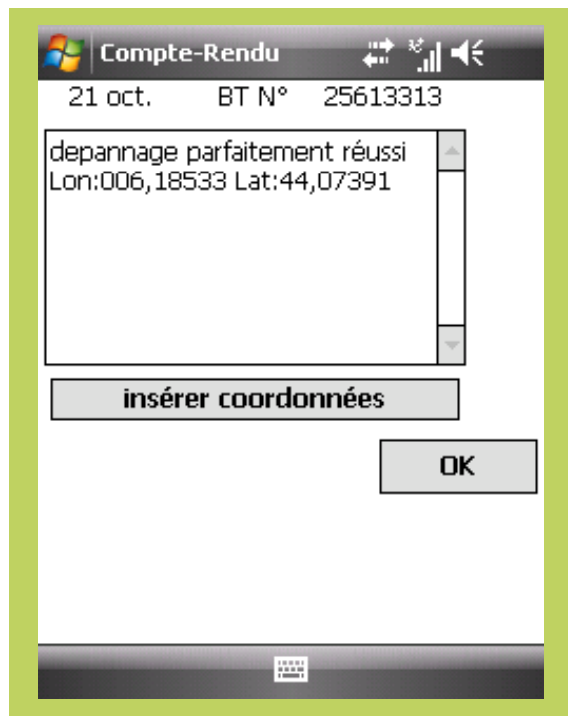 Compte-Rendu
21 oct. BT N° 25613313
depannage parfaitement réussi
Lon:006,18533 Lat:44,07391
insérer coordonnées
OK